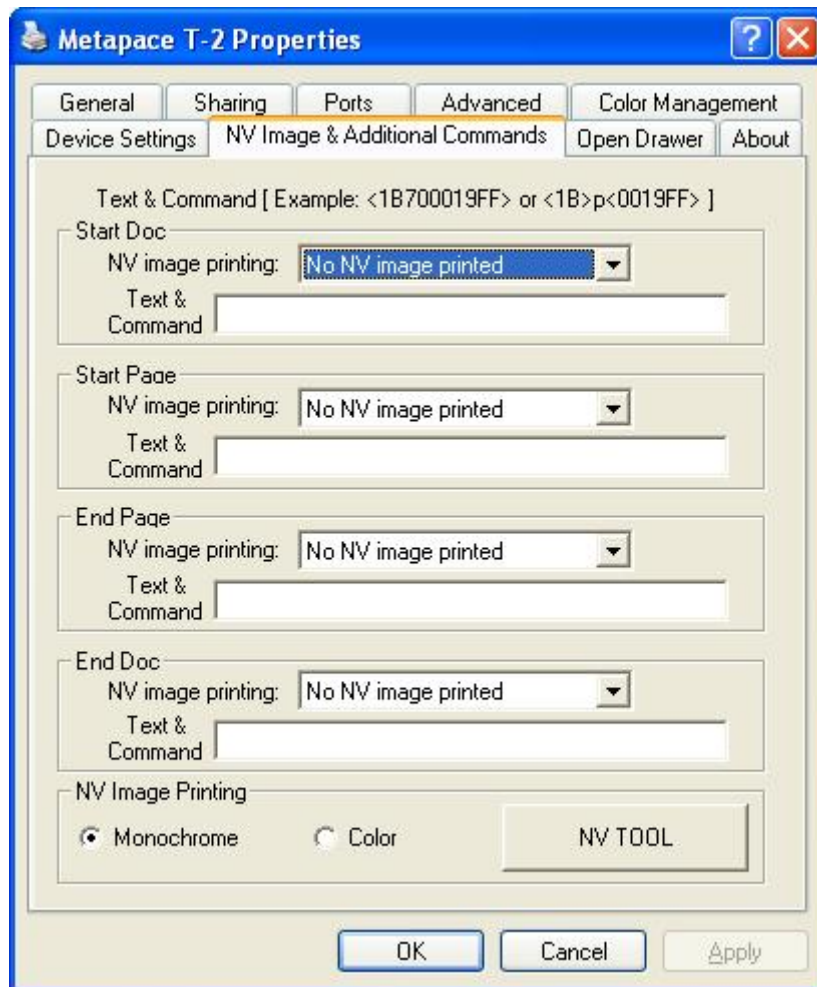 Metapace T-2 Properties
?
General Sharing Ports Advanced Color Management
Device Settings NV Image & Additional Commands Open Drawer About
Text & Command [ Example: <1B700019FF> or <1B>p<0019FF> ]
Start Doc
NV image printing: No NV image printed
Text &
Command
Start Page
NV image printing: No NV image printed
Text &
Command
End Page
NV image printing: No NV image printed
Text &
Command
End Doc
NV image printing: No NV image printed
Text &
Command
NV Image Printing
Monochrome Color NV TOOL
OK Cancel Apply